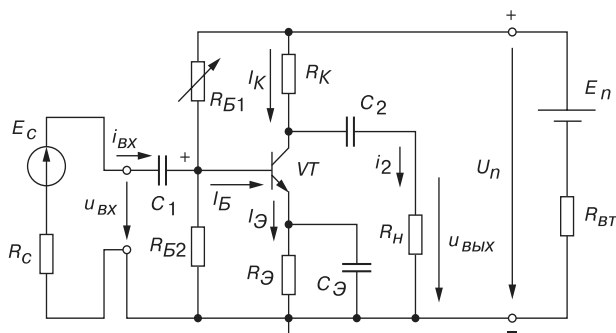 +
I_К
R_К
R_Б1
C_2
E_п
E_с
i_вх
+
VT
i_2
U_п
u_вх
C_1
I_Б
I_Э
R_с
R_Б2
R_Э
C_Э
R_Н
u_вых
R_вт
−